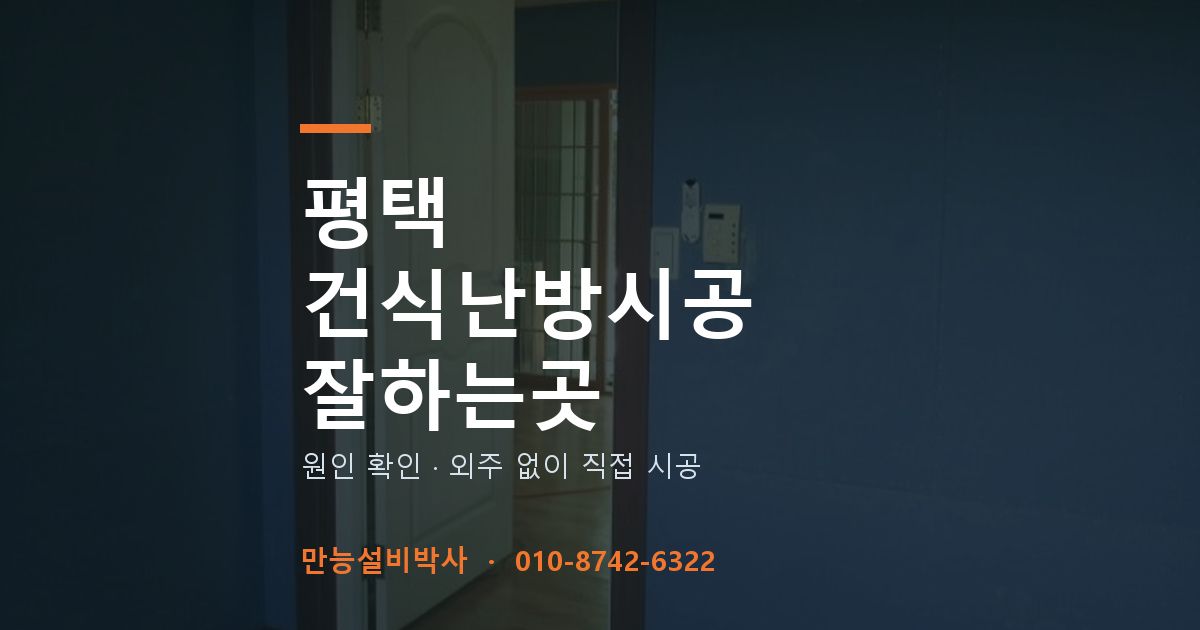 평택
건식난방시공
잘하는곳
원인 확인 · 외주 없이 직접 시공
만능설비박사 · 010-8742-6322